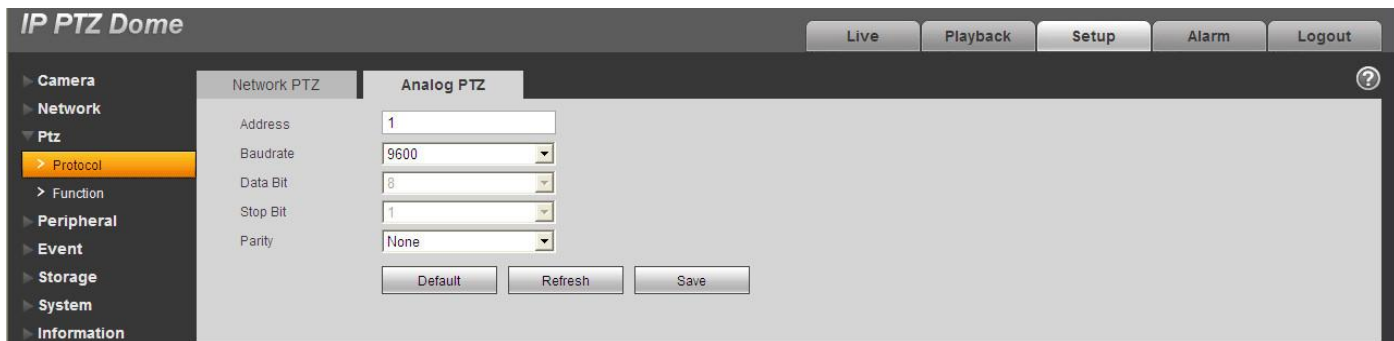 IP PTZ Dome
Live Playback Setup Alarm Logout
Camera
Network
Ptz
> Protocol
> Function
Peripheral
Event
Storage
System
Information
Network PTZ Analog PTZ
?
Address 1
Baudrate 9600
Data Bit 8
Stop Bit 1
Parity None
Default Refresh Save